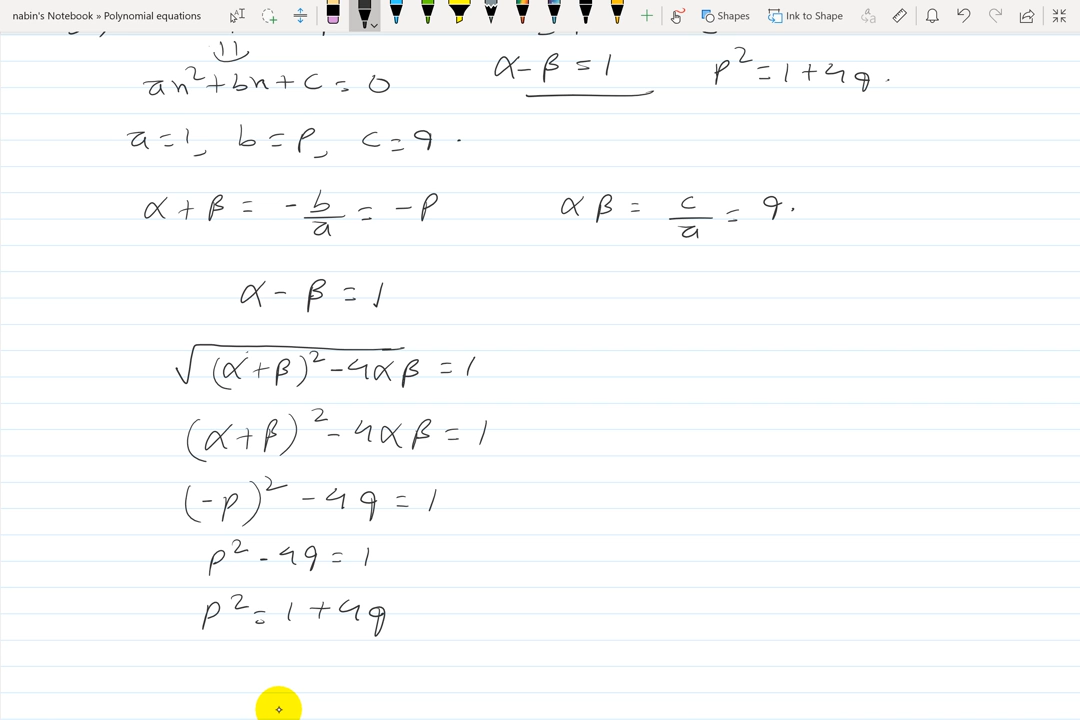 nabin's Notebook » Polynomial equations
Shapes
Ink to Shape
ax²+bx+c=0
α-β=1
p²=1+4q.
a=1, b=p, c=q.
α+β = -b/a = -p
αβ = c/a = q.
α-β=1
√(α+β)²-4αβ = 1
(α+β)²-4αβ=1
(-p)²-4q=1
p²-4q=1
p²=1+4q